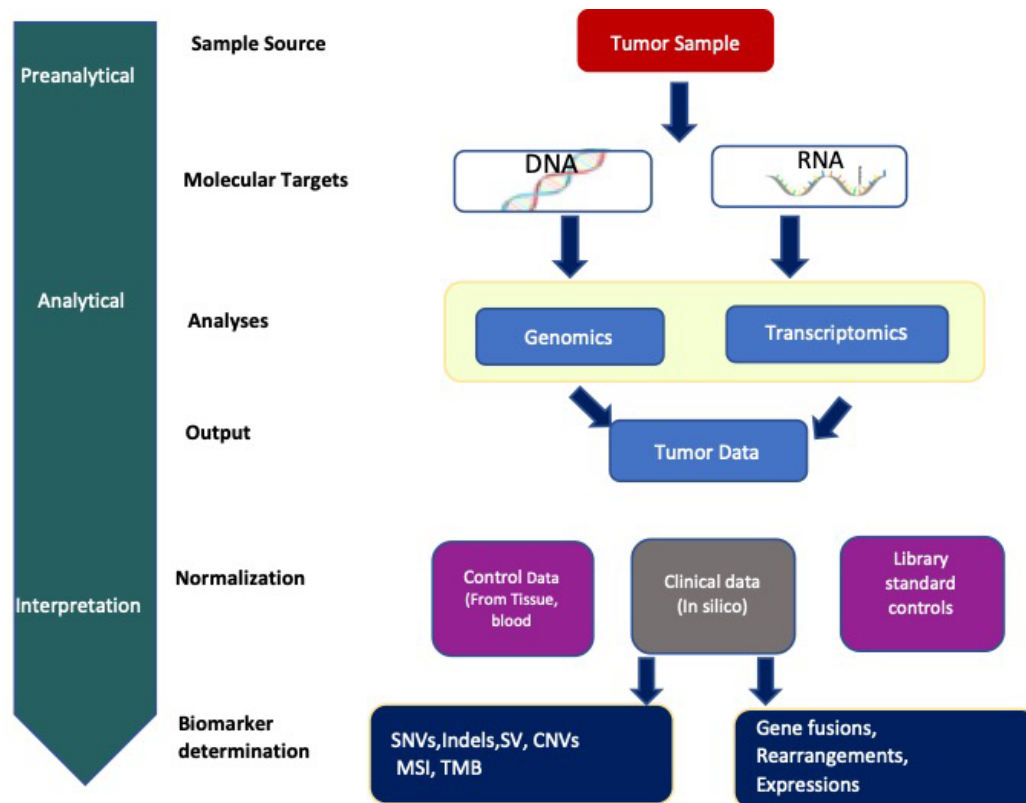 Sample Source
Tumor Sample
Preanalytical
Molecular Targets
DNA
RNA
Analytical
Analyses
Genomics
Transcriptomics
Output
Tumor Data
Normalization
Interpretation
Control Data
(From Tissue,
blood
Clinical data
(In silico)
Library
standard
controls
Biomarker
determination
SNVs,Indels,SV, CNVs
MSI, TMB
Gene fusions,
Rearrangements,
Expressions